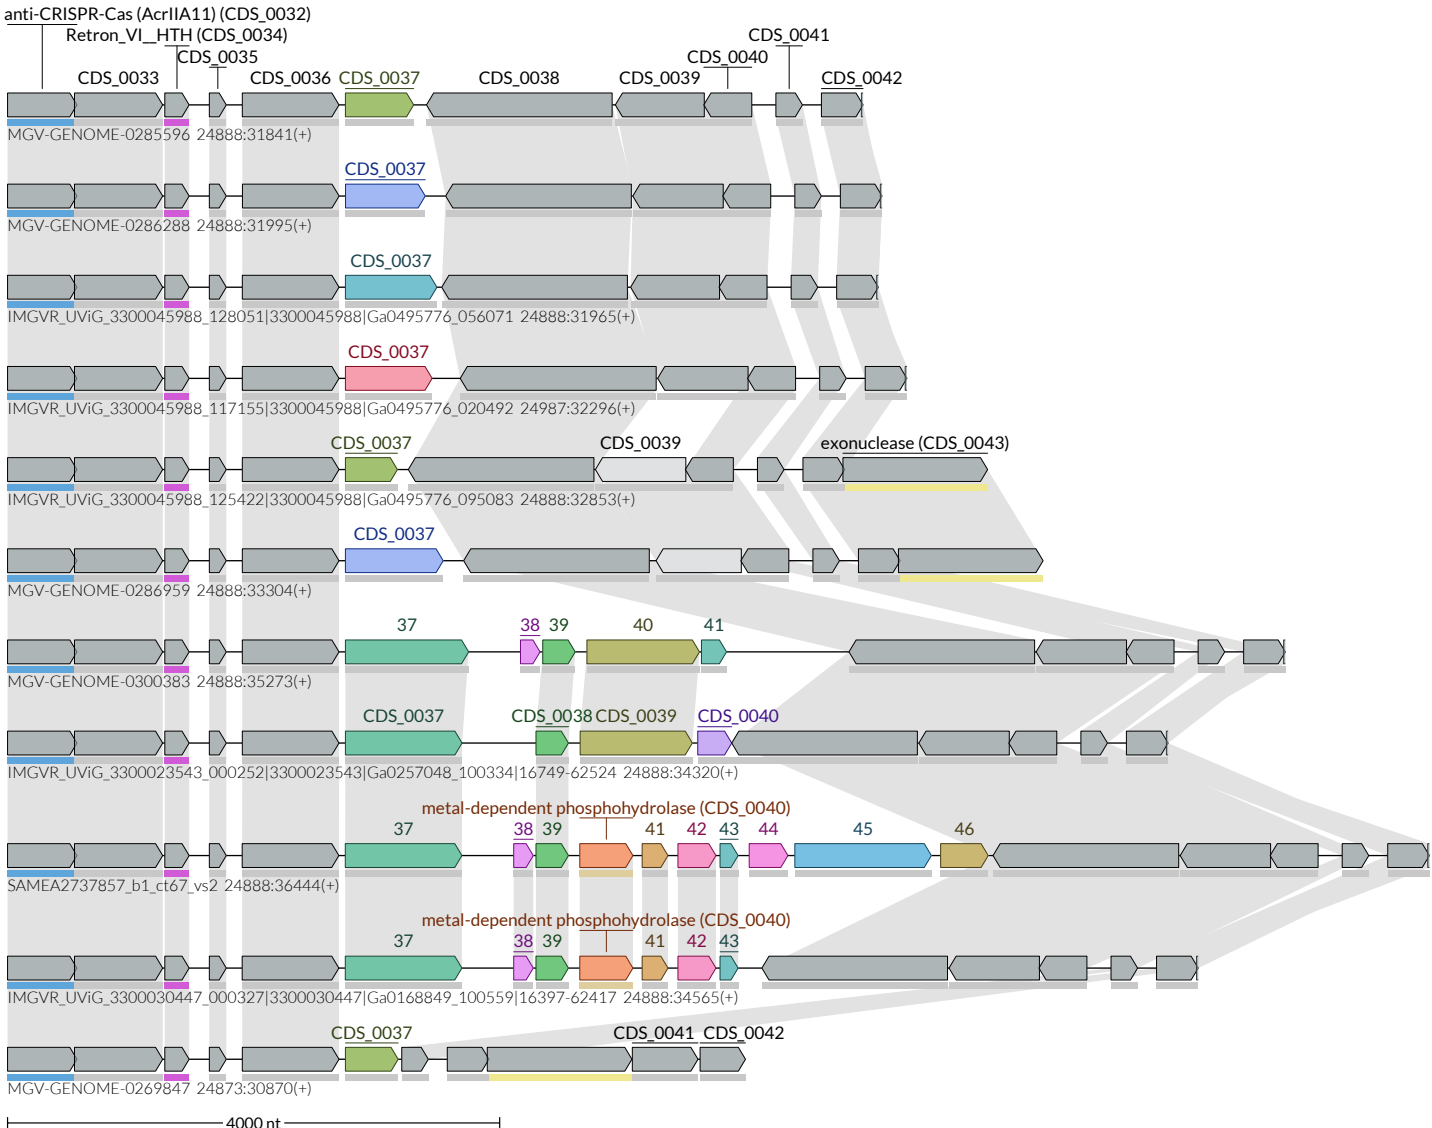 anti-CRISPR-Cas (AcrIIA11) (CDS_0032)
Retron_VI__HTH (CDS_0034)
CDS_0041
CDS_0035
CDS_0040
CDS_0033
CDS_0036
CDS_0037
CDS_0038
CDS_0039
CDS_0042
MGV-GENOME-0285596 24888:31841(+)
CDS_0037
MGV-GENOME-0286288 24888:31995(+)
CDS_0037
IMGVR_UViG_3300045988_128051|3300045988|Ga0495776_056071 24888:31965(+)
CDS_0037
IMGVR_UViG_3300045988_117155|3300045988|Ga0495776_020492 24987:32296(+)
CDS_0037
CDS_0039
exonuclease (CDS_0043)
IMGVR_UViG_3300045988_125422|3300045988|Ga0495776_095083 24888:32853(+)
CDS_0037
MGV-GENOME-0286959 24888:33304(+)
37 38 39 40 41
MGV-GENOME-0300383 24888:35273(+)
CDS_0037 CDS_0038 CDS_0039 CDS_0040
IMGVR_UViG_3300023543_000252|3300023543|Ga0257048_100334|16749-62524 24888:34320(+)
metal-dependent phosphohydrolase (CDS_0040)
37 38 39 41 42 43 44 45 46
SAMEA2737857_b1_ct67_vs2 24888:36444(+)
metal-dependent phosphohydrolase (CDS_0040)
37 38 39 41 42 43
IMGVR_UViG_3300030447_000327|3300030447|Ga0168849_100559|16397-62417 24888:34565(+)
CDS_0037 CDS_0041 CDS_0042
MGV-GENOME-0269847 24873:30870(+)
4000 nt